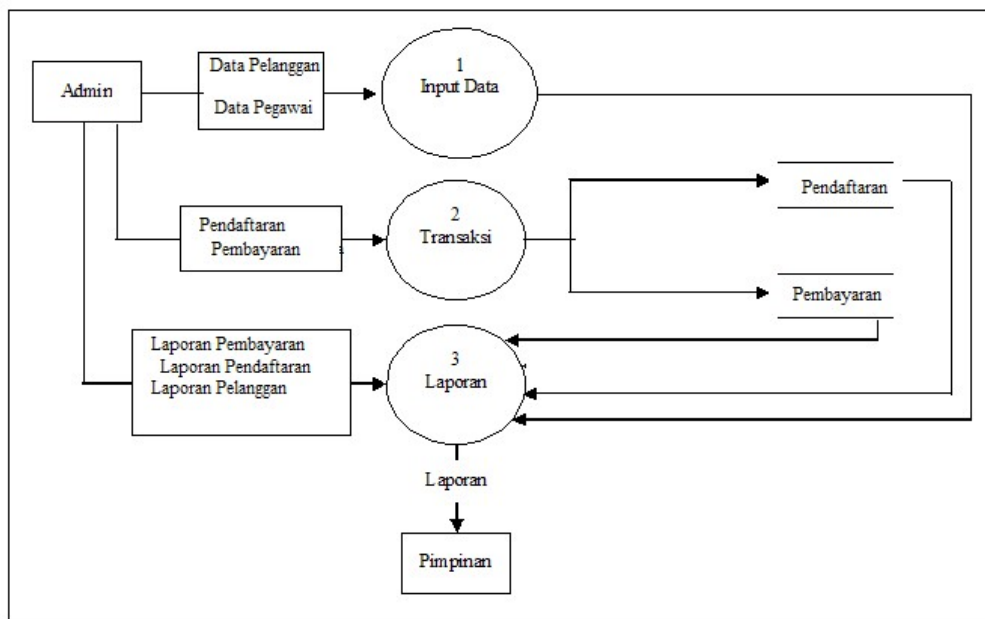 Admin
Data Pelanggan
Data Pegawai
1
Input Data
2
Transaksi
Pendaftaran
Pembayaran
Pendaftaran
Pembayaran
Laporan Pembayaran
Laporan Pendaftaran
Laporan Pelanggan
3
Laporan
Laporan
Pimpinan